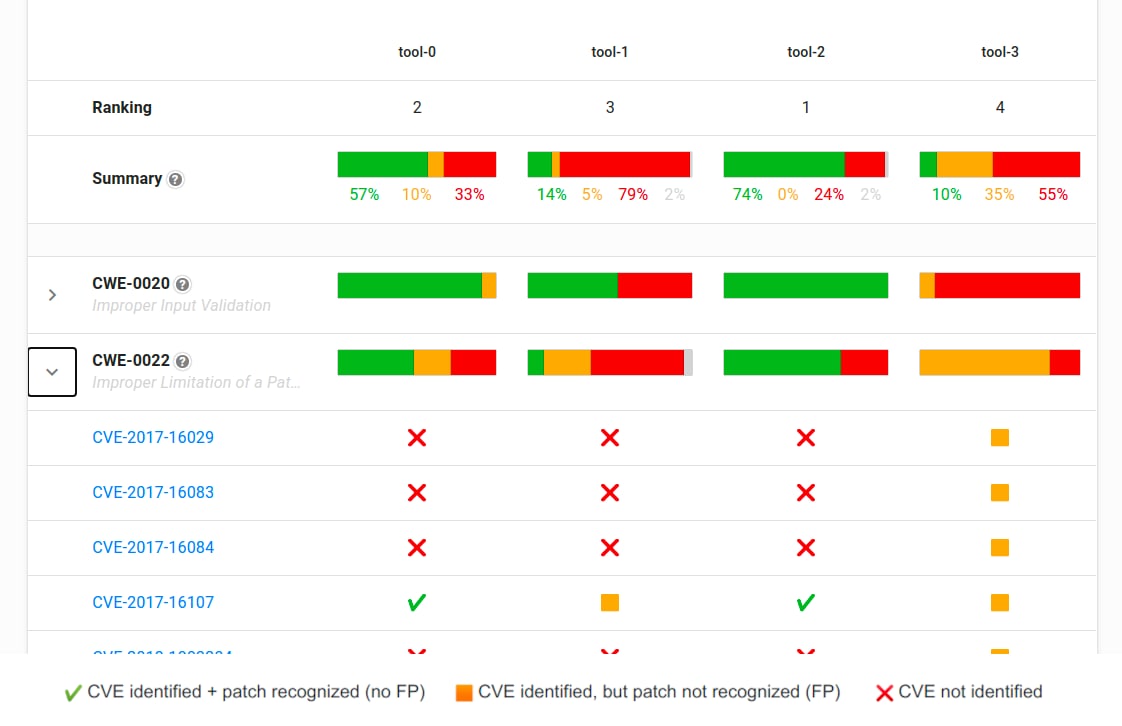 tool-0 tool-1 tool-2 tool-3
Ranking 2 3 1 4
Summary ? 57% 10% 33% 14% 5% 79% 2% 74% 0% 24% 2% 10% 35% 55%
CWE-0020 ?
Improper Input Validation
CWE-0022 ?
Improper Limitation of a Pat...
CVE-2017-16029
CVE-2017-16083
CVE-2017-16084
CVE-2017-16107
CVE identified + patch recognized (no FP) CVE identified, but patch not recognized (FP) CVE not identified